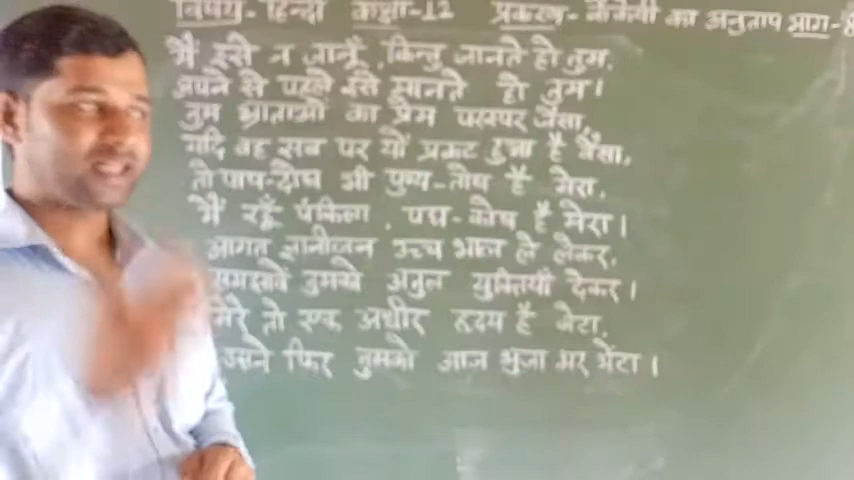 विषय- हिन्दी कक्षा-12 प्रकरण- कैकेयी का अनुताप भाग-8
मैं इसे न जानूँ, किन्तु जानते हो तुम,
अपने से पहले इसे मानते हो तुम।
तुम भ्राताओं का प्रेम परस्पर जैसा,
यदि वह सब पर यों प्रकट हुआ है वैसा,
तो पाप-दोष भी पुण्य-तोष है मेरा,
मैं रहूँ पंकिला, पद्म-कोष है मेरा।
आगत ज्ञानीजन उच्च भाल ले लेकर,
समझावें तुमको अतुल युक्तियाँ देकर।
मेरे तो एक अधीर हृदय है बेटा,
उसने फिर तुमको आज भुजा भर भेंटा।